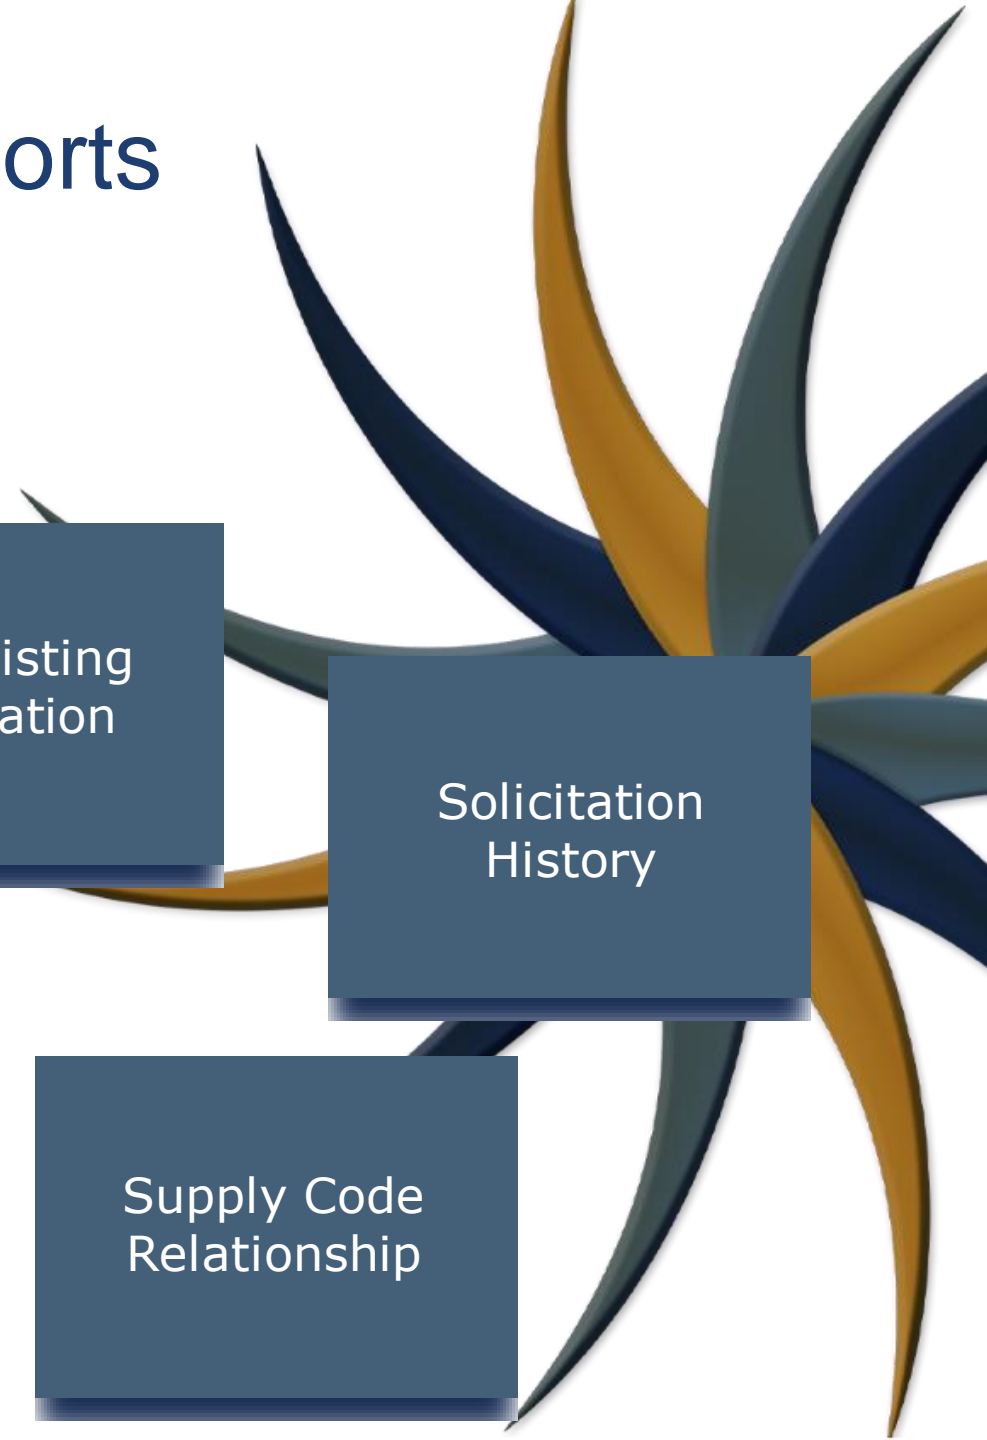 orts
isting
ation
Solicitation
History
Supply Code
Relationship